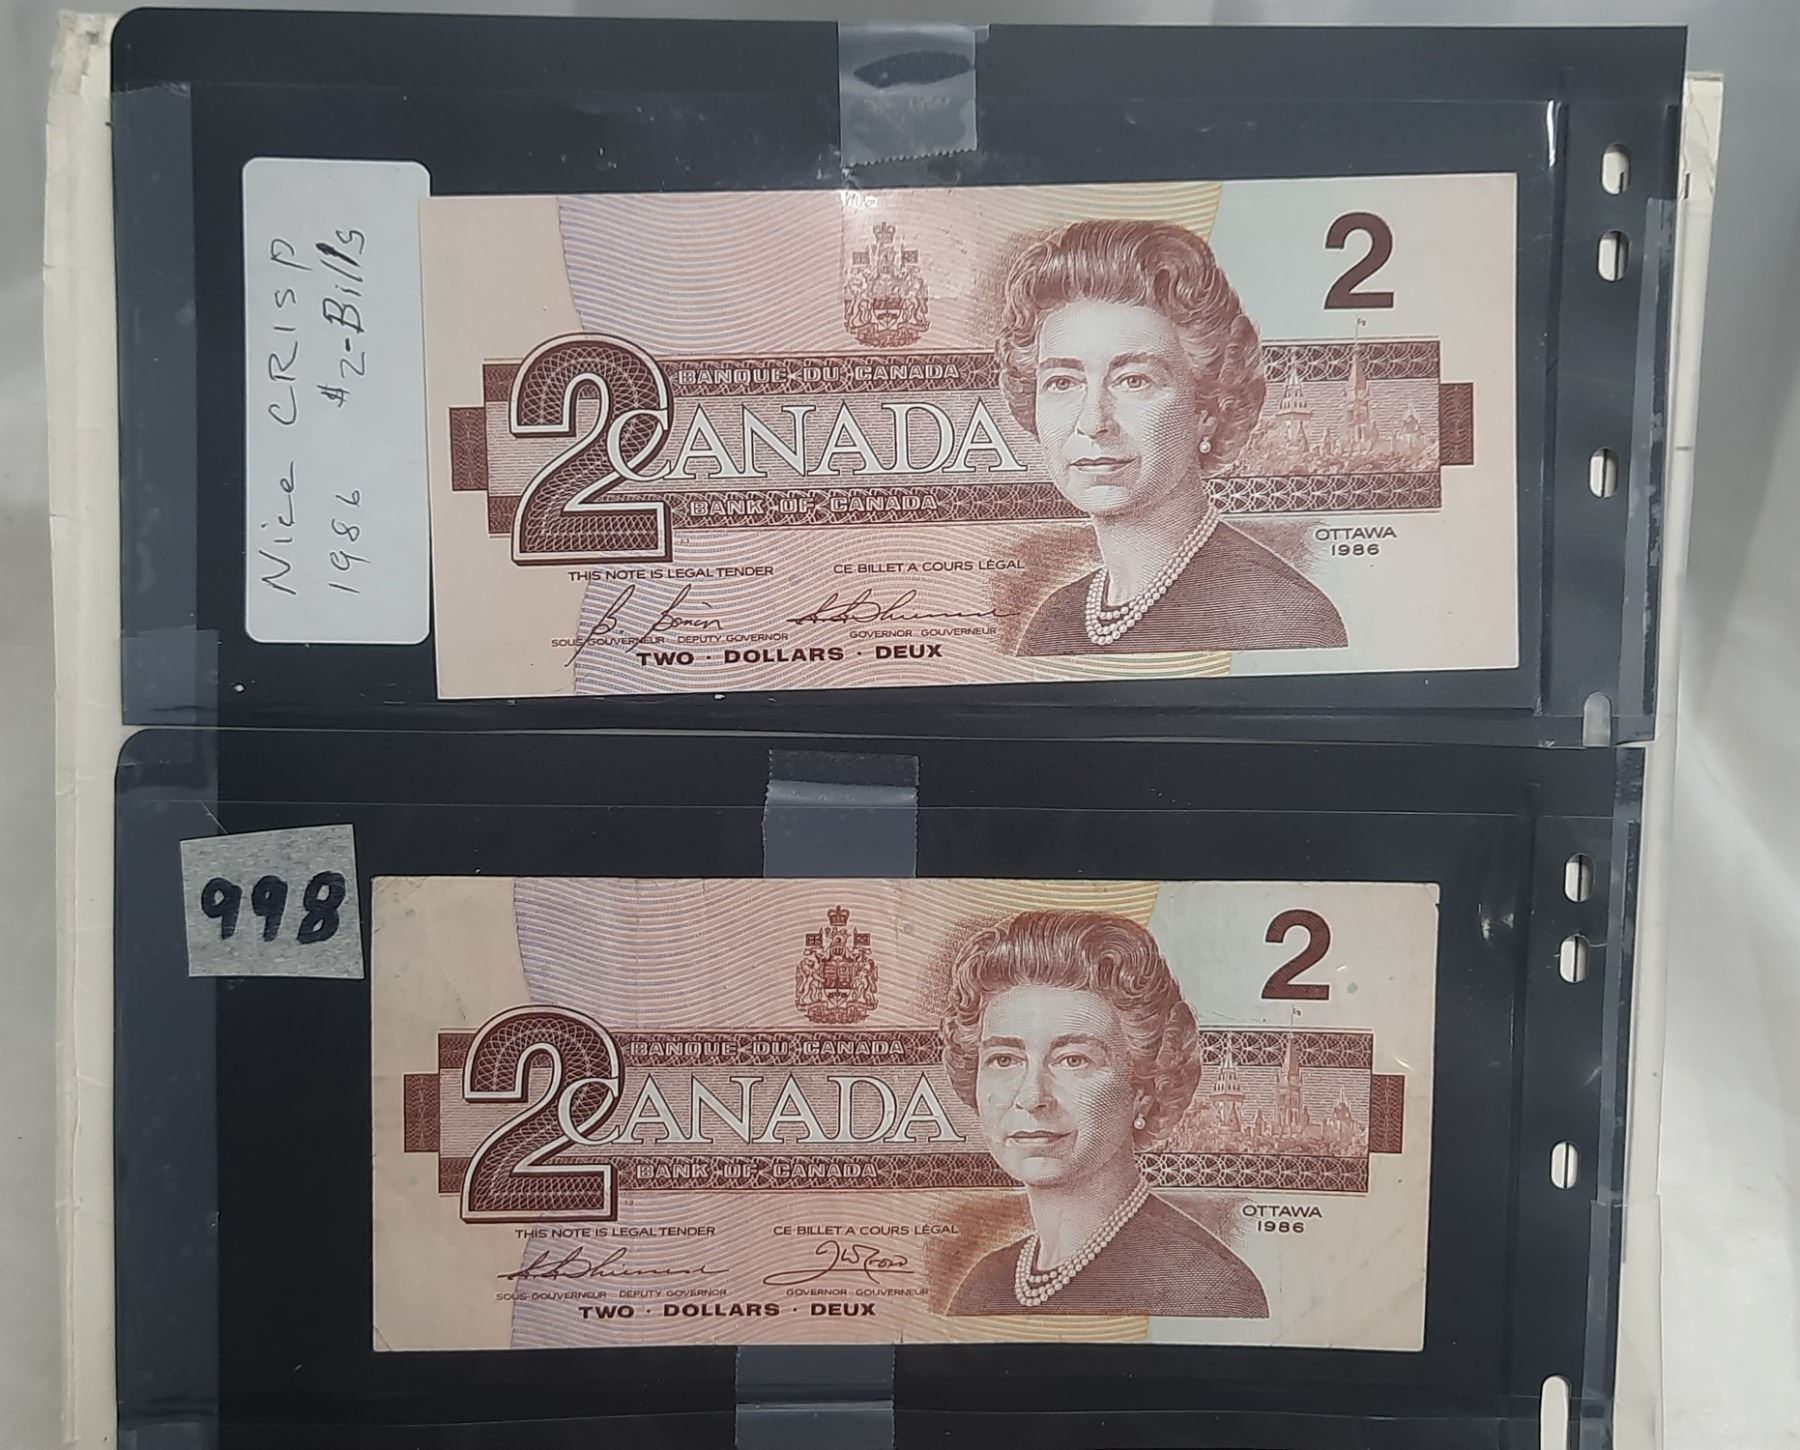 Nice CRISP
1986 $2-Bills
2
BANQUE DU CANADA
2 CANADA
BANK OF CANADA
OTTAWA
1986
THIS NOTE IS LEGAL TENDER CE BILLET A COURS LÉGAL
B. Bonin
SOUS-GOUVERNEUR DEPUTY GOVERNOR GOVERNOR GOUVERNEUR
TWO · DOLLARS · DEUX
998
2
BANQUE DU CANADA
2 CANADA
BANK OF CANADA
OTTAWA
1986
THIS NOTE IS LEGAL TENDER CE BILLET A COURS LÉGAL
SOUS-GOUVERNEUR DEPUTY GOVERNOR GOVERNOR GOUVERNEUR
TWO · DOLLARS · DEUX